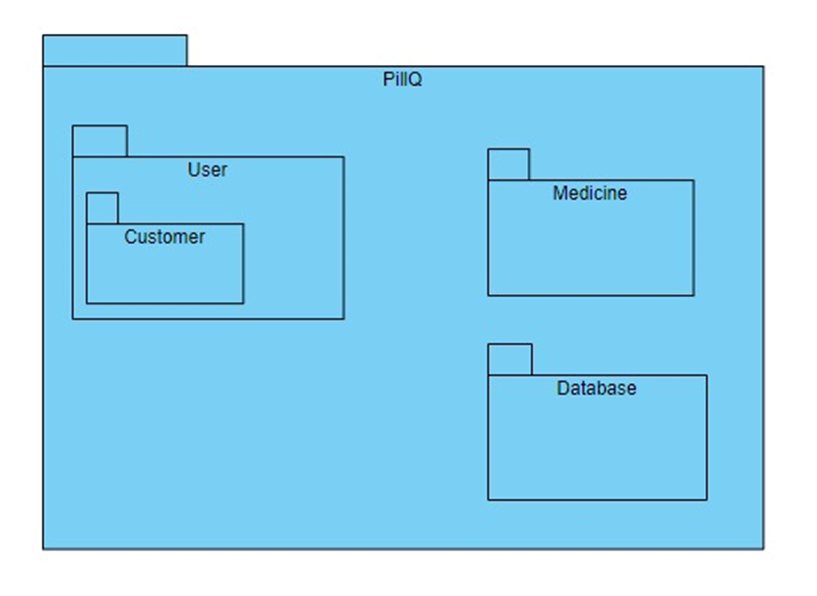 PillQ
User
Customer
Medicine
Database